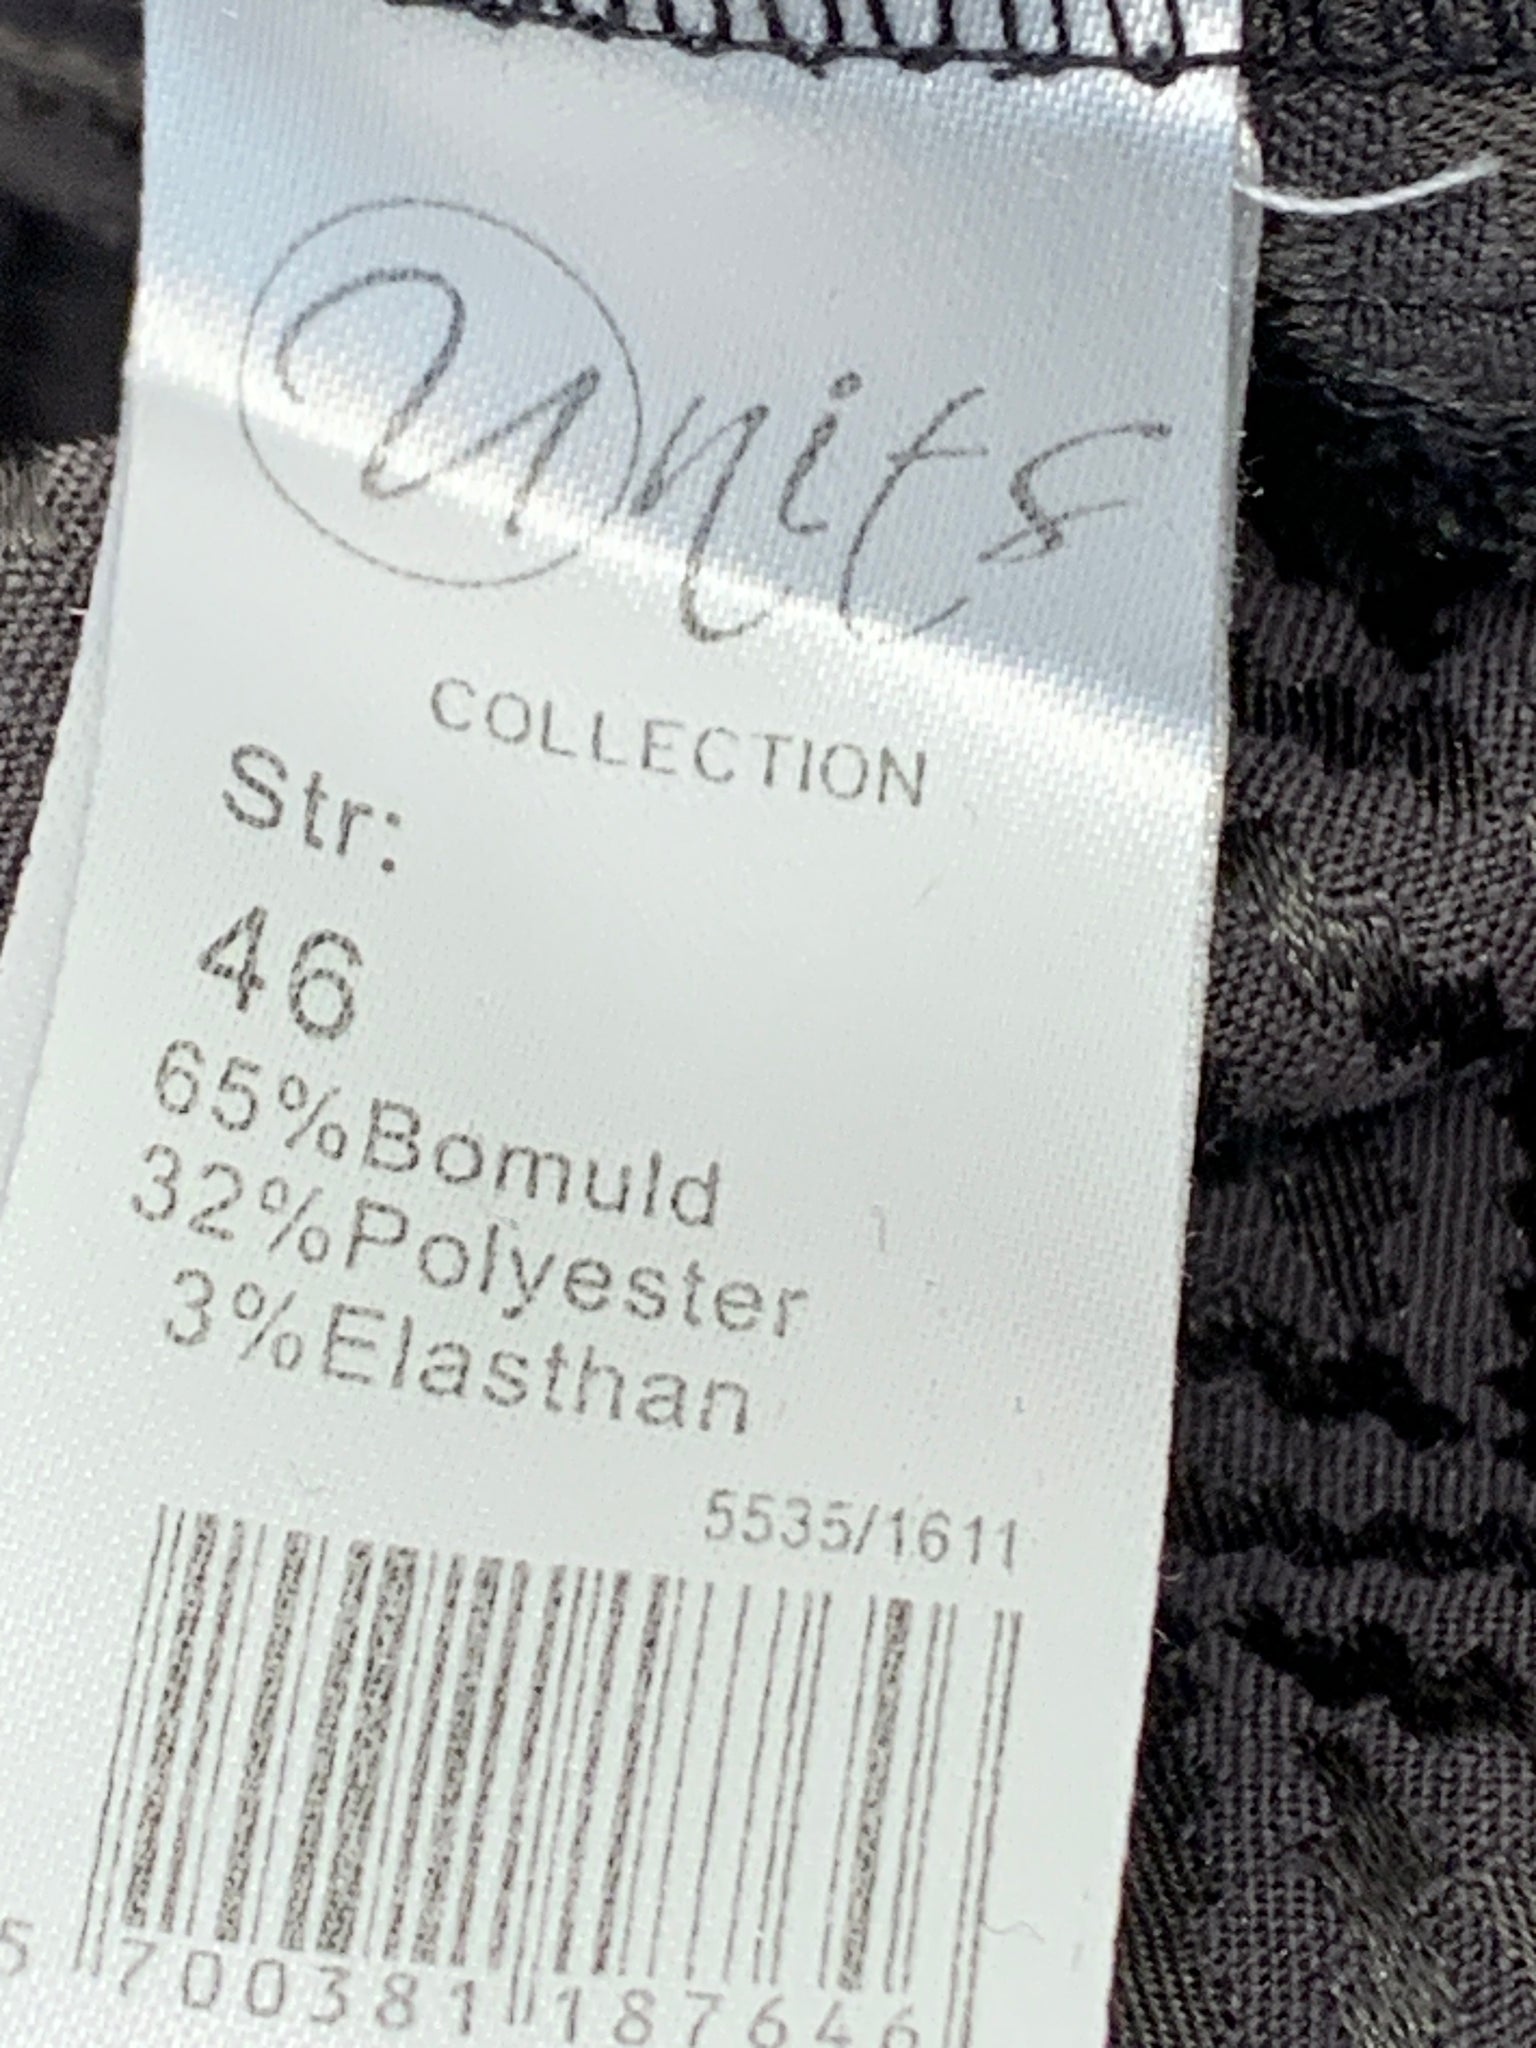 units
COLLECTION
Str:
46
65%Bomuld
32%Polyester
3%Elasthan
5535/1611
5 700381 187646